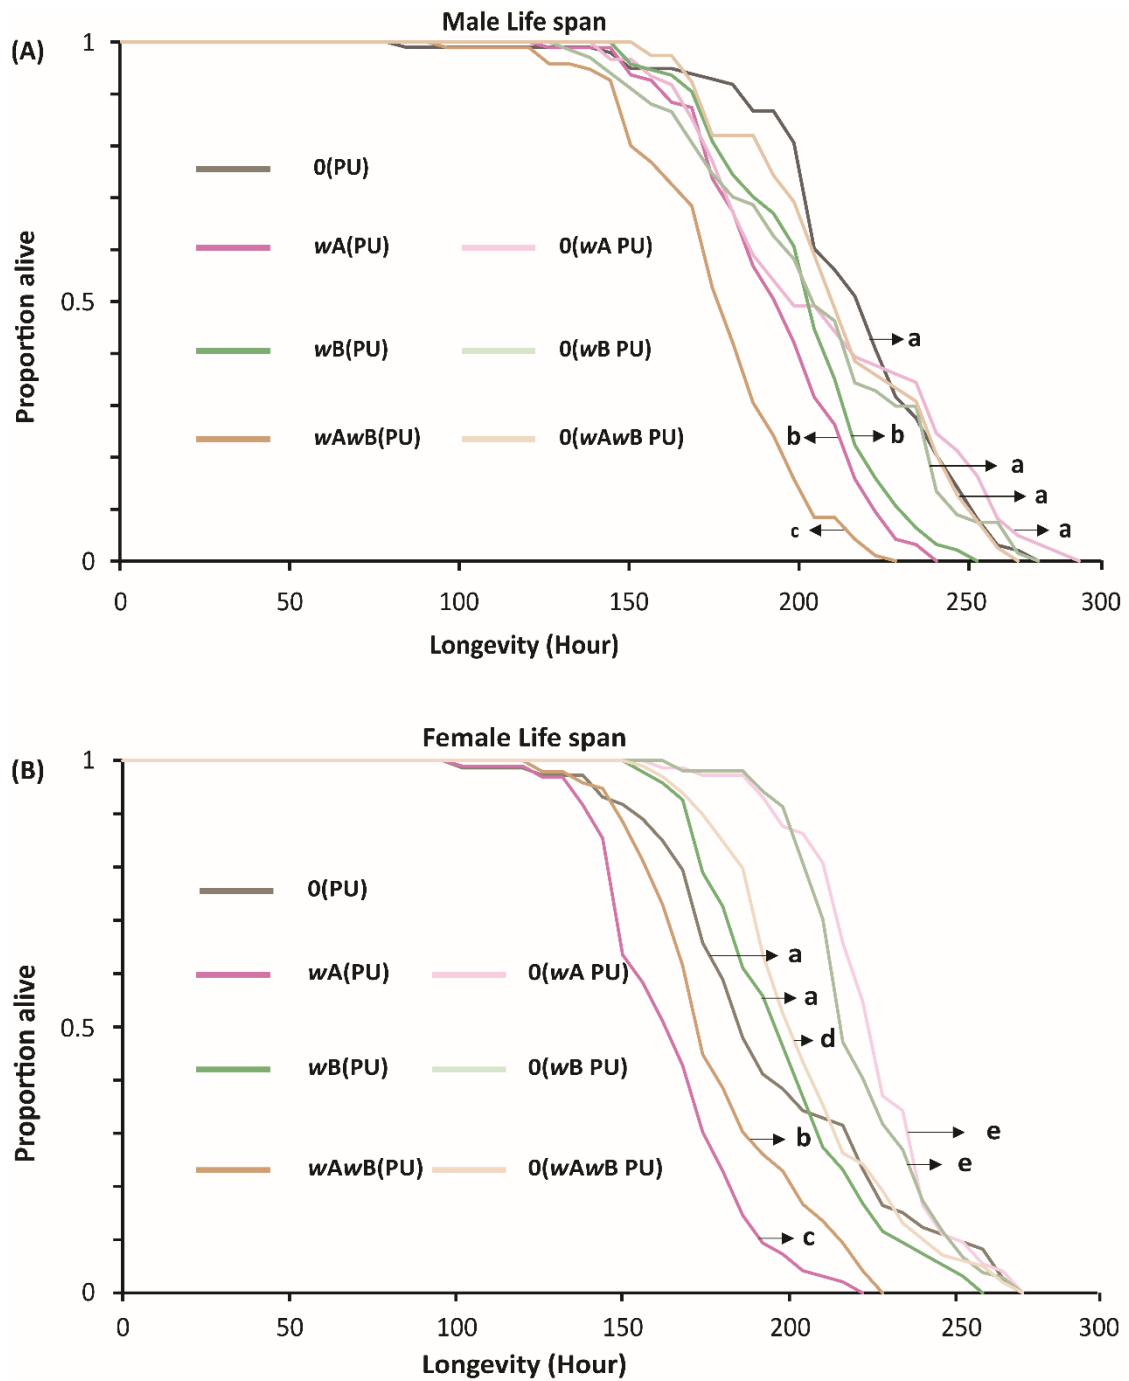 Male Life span
(A)
1
0(PU)
wA(PU) 0(wA PU)
0.5
wB(PU) 0(wB PU)
a
wAwB(PU) 0(wAwB PU)
b b
a
a
c a
0
0 50 100 150 200 250 300
Proportion alive
Longevity (Hour)
Female Life span
(B)
1
0(PU)
a
wA(PU) 0(wA PU)
a
0.5
d
wB(PU) 0(wB PU)
b e
wAwB(PU) 0(wAwB PU)
e
c
0
0 50 100 150 200 250 300
Proportion alive
Longevity (Hour)